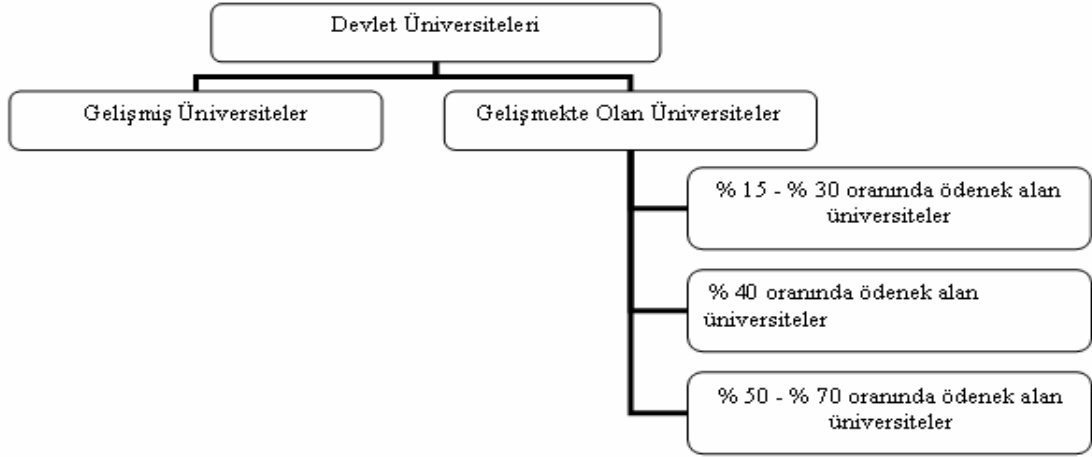 Devlet Üniversiteleri
Gelişmiş Üniversiteler
Gelişmekte Olan Üniversiteler
% 15 - % 30 oranında ödenek alan
üniversiteler
% 40 oranında ödenek alan
üniversiteler
% 50 - % 70 oranında ödenek alan
üniversiteler